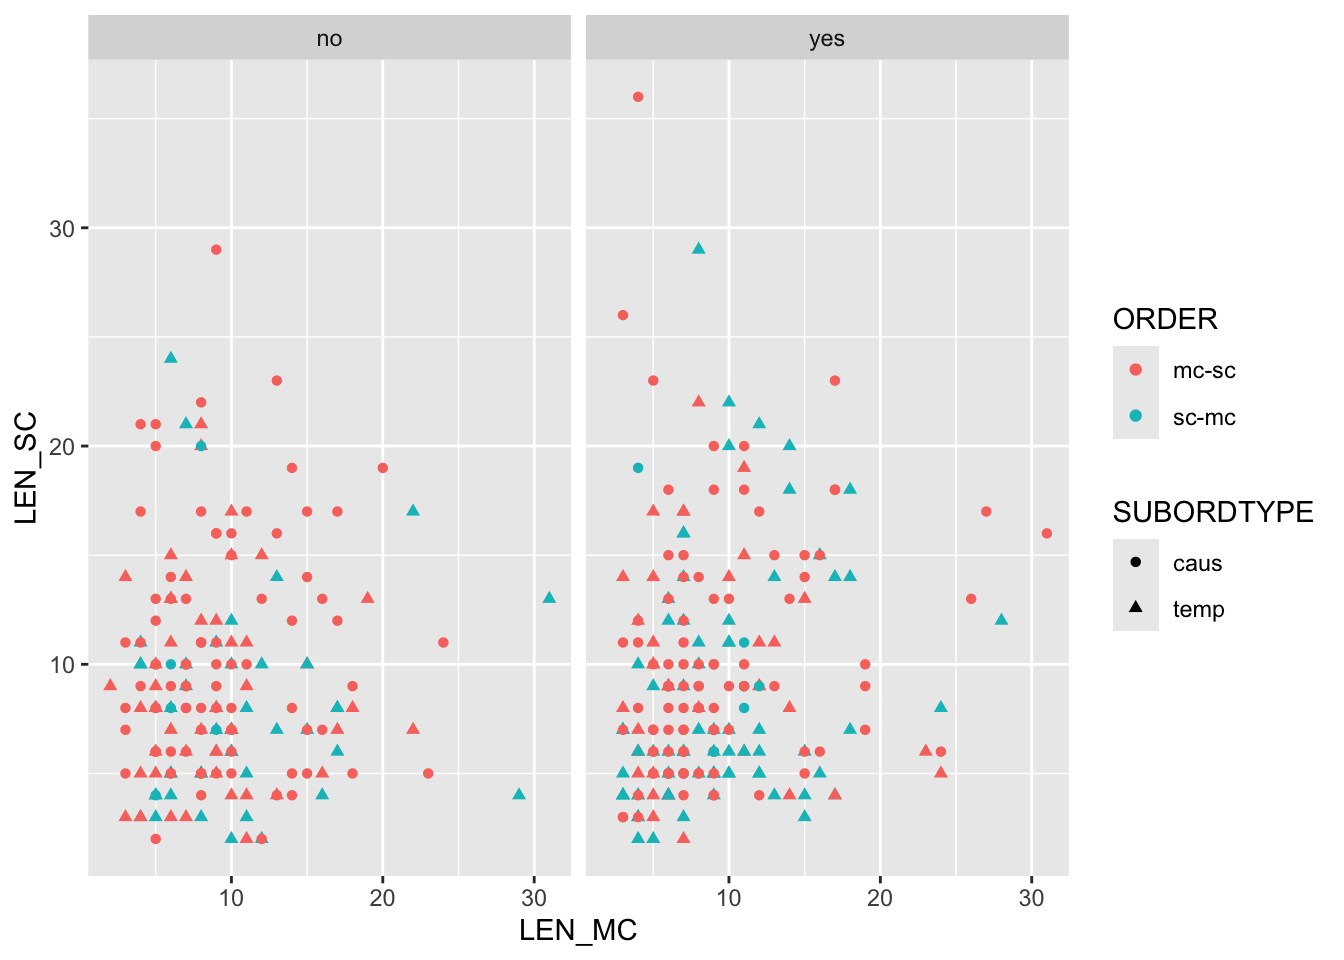 no
yes
30
20
10
LEN_SC
10
20
30
10
20
30
LEN_MC
ORDER
mc-sc
sc-mc
SUBORDTYPE
caus
temp